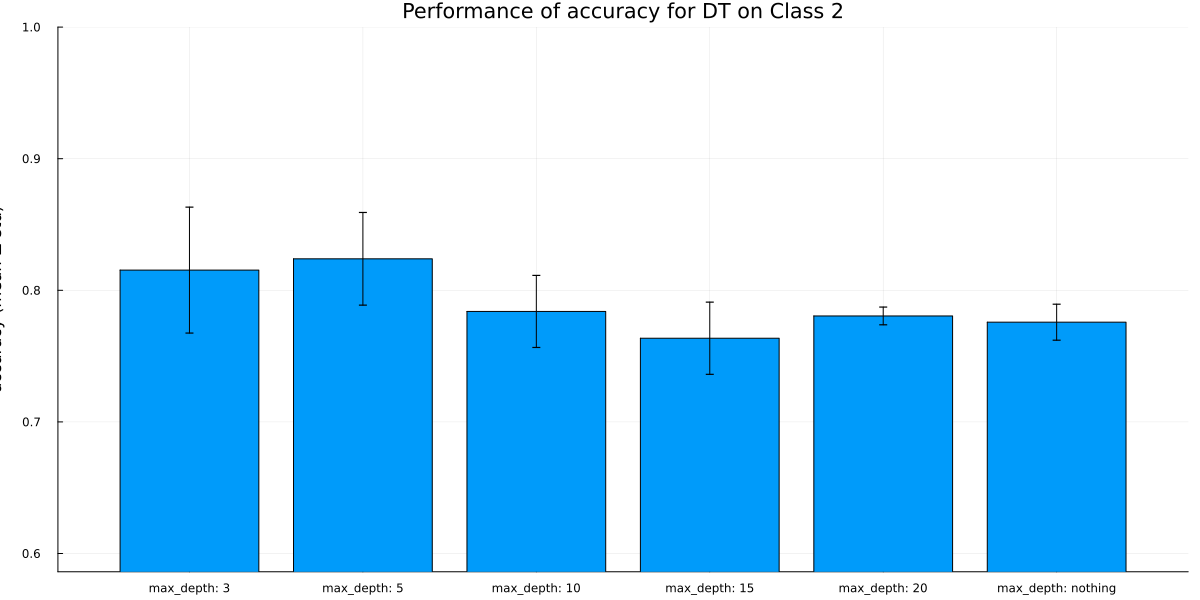 Performance of accuracy for DT on Class 2
1.0
0.9
0.8
0.7
0.6
max_depth: 3
max_depth: 5
max_depth: 10
max_depth: 15
max_depth: 20
max_depth: nothing